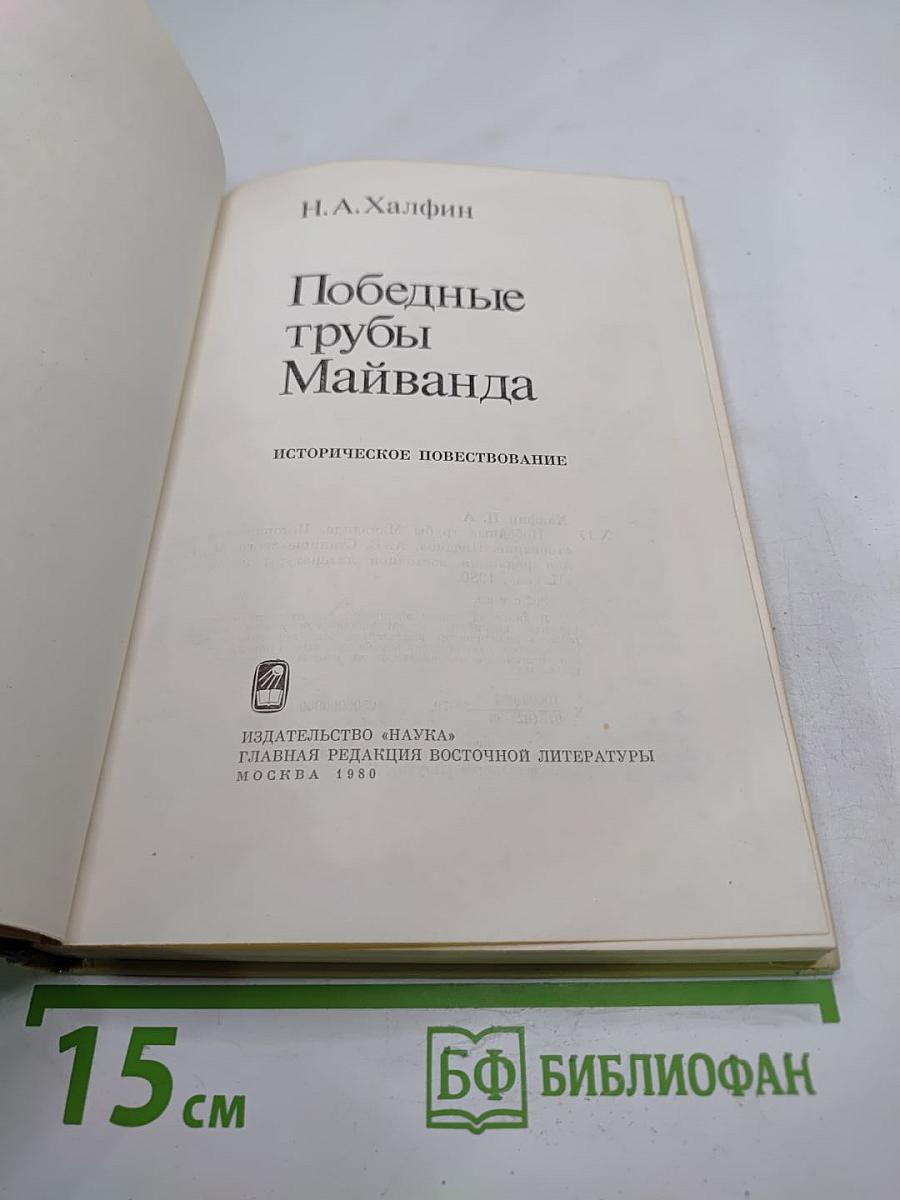 Н. А. Халфин
Победные
трубы
Майванда
ИСТОРИЧЕСКОЕ ПОВЕСТВОВАНИЕ
ИЗДАТЕЛЬСТВО «НАУКА»
ГЛАВНАЯ РЕДАКЦИЯ ВОСТОЧНОЙ ЛИТЕРАТУРЫ
МОСКВА 1980
15 см
БФ БИБЛИОФАН